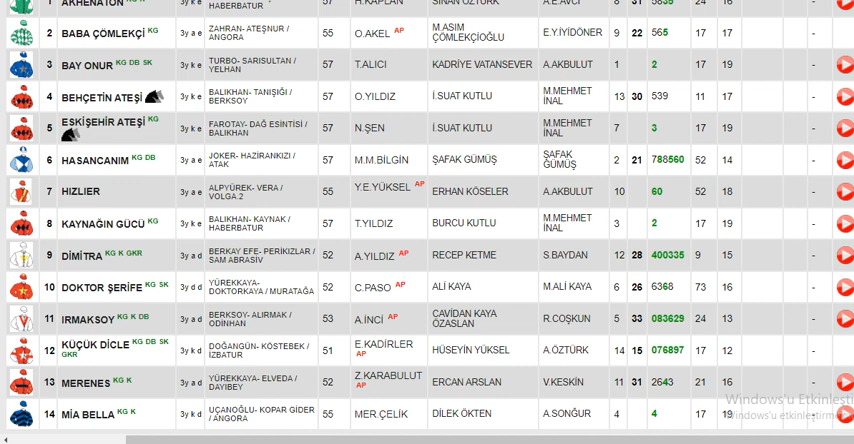 1 AKHENATON KG K 3y k e HABERBATUR 57 H.KAPLAN SİNAN ÖZTÜRK A.E.AVCI 8 31 5835 24 16
2 BABA ÇÖMLEKÇİ KG 3y a e ZAHRAN- ATEŞNUR / ANGORA 55 O.AKEL AP M.ASIM ÇÖMLEKÇİOĞLU E.Y.İYİDÖNER 9 22 565 17 17 -
3 BAY ONUR KG DB SK 3y k e TURBO- SARISULTAN / YELHAN 57 T.ALICI KADRİYE VATANSEVER A.AKBULUT 1 2 17 19 -
4 BEHÇETİN ATEŞİ 3y k e BALIKHAN- TANIŞIĞI / BERKSOY 57 O.YILDIZ İ.SUAT KUTLU M.MEHMET İNAL 13 30 539 11 17 -
5 ESKİŞEHİR ATEŞİ KG 3y k e FAROTAY- DAĞ ESİNTİSİ / BALIKHAN 57 N.ŞEN İ.SUAT KUTLU M.MEHMET İNAL 7 3 17 19 -
6 HASANCANIM KG DB 3y a e JOKER- HAZİRANKIZI / ATAK 57 M.M.BİLGİN ŞAFAK GÜMÜŞ ŞAFAK GÜMÜŞ 2 21 788560 52 14 -
7 HIZLIER 3y a e ALPYÜREK- VERA / VOLGA.2 55 Y.E.YÜKSEL AP ERHAN KÖSELER A.AKBULUT 10 60 52 18 -
8 KAYNAĞIN GÜCÜ KG 3y k e BALIKHAN- KAYNAK / HABERBATUR 57 T.YILDIZ BURCU KUTLU M.MEHMET İNAL 3 2 17 19 -
9 DİMİTRA KG K GKR 3y a d BERKAY EFE- PERİKIZLAR / SAM ABRASİV 52 A.YILDIZ AP RECEP KETME S.BAYDAN 12 28 400335 9 15 -
10 DOKTOR ŞERİFE KG SK 3y d d YÜREKKAYA- DOKTORKAYA / MURATAĞA 52 C.PASO AP ALİ KAYA M.ALİ KAYA 6 26 6368 73 16 -
11 IRMAKSOY KG K DB 3y a d BERKSOY- ALIRMAK / ODİNHAN 53 A.İNCİ AP CAVİDAN KAYA ÖZASLAN R.COŞKUN 5 33 083629 24 13 -
12 KÜÇÜK DİCLE KG DB SK GKR 3y k d DOĞANGÜN- KÖSTEBEK / İZBATUR 51 E.KADİRLER AP HÜSEYİN YÜKSEL A.ÖZTÜRK 14 15 076897 17 12 -
13 MERENES KG K 3y a d YÜREKKAYA- ELVEDA / DAYIBEY 52 Z.KARABULUT AP ERCAN ARSLAN V.KESKİN 11 31 2643 21 16
14 MİA BELLA KG K 3y k d UÇANOĞLU- KOPAR GİDER / ANGORA 55 MER.ÇELİK DİLEK ÖKTEN A.SONĞUR 4 4 17 19 -
Windows'u Etkinleşti
Windows'u etkinleştirme